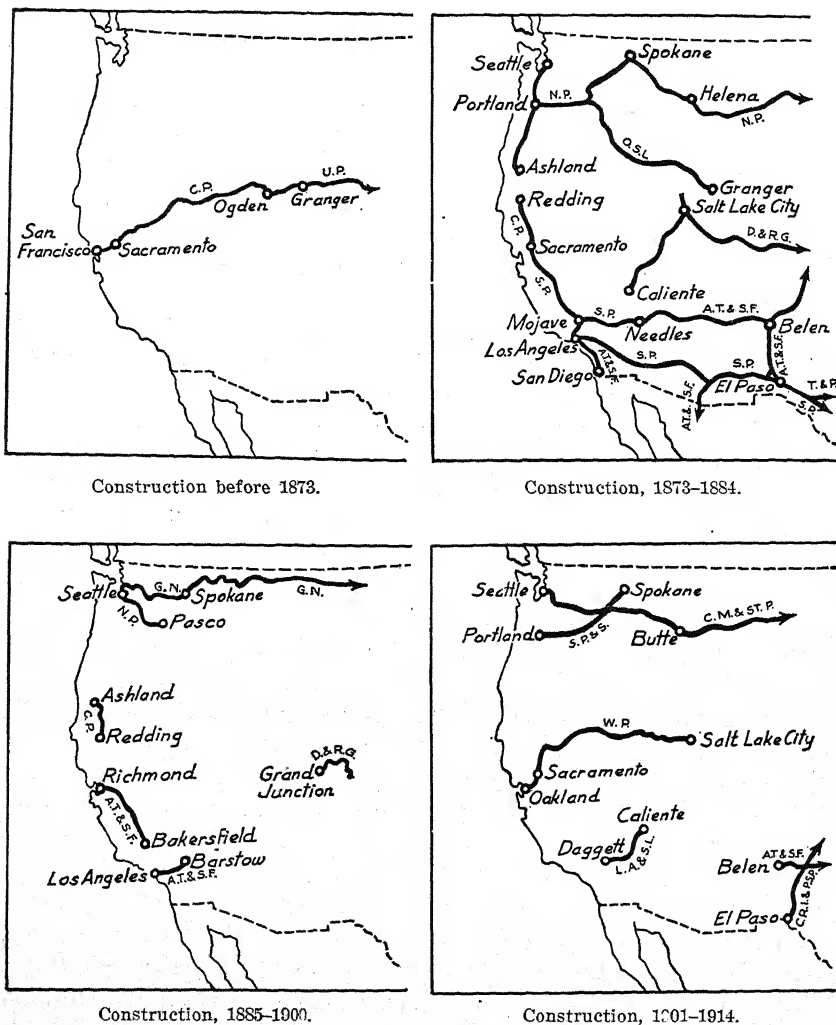 C.P.
U.P.
Ogden
Granger
San
Francisco
Sacramento
Construction before 1873.
Seattle
Spokane
Portland
N.P.
Helena
N.P.
O.S.L.
Ashland
Granger
Redding
Salt Lake City
C.P.
D.&R.G.
Sacramento
S.P.
Caliente
Mojave
S.P.
A.T.& S.F.
Needles
Belen
Los Angeles
A.T.& S.F.
S.P.
S.P.
A.T.& S.F.
San Diego
El Paso
T.& P.
A.T.& S.F.
S.P.
Construction, 1873–1884.
G.N.
G.N.
Seattle
Spokane
N.P.
Pasco
Ashland
C.P.
Redding
D.& R.G.
Richmond
Grand
Junction
A.T.& S.F.
Bakersfield
Barstow
Los Angeles
A.T.& S.F.
Construction, 1885–1900.
Seattle
Spokane
C.M.& ST.P.
Portland
S.P.& S.
Butte
W.P.
Salt Lake City
Sacramento
Oakland
Caliente
Daggett
L.A.& S.L.
A.T.& S.F.
Belen
C.R.I.& P.-S.P.
El Paso
Construction, 1901–1914.